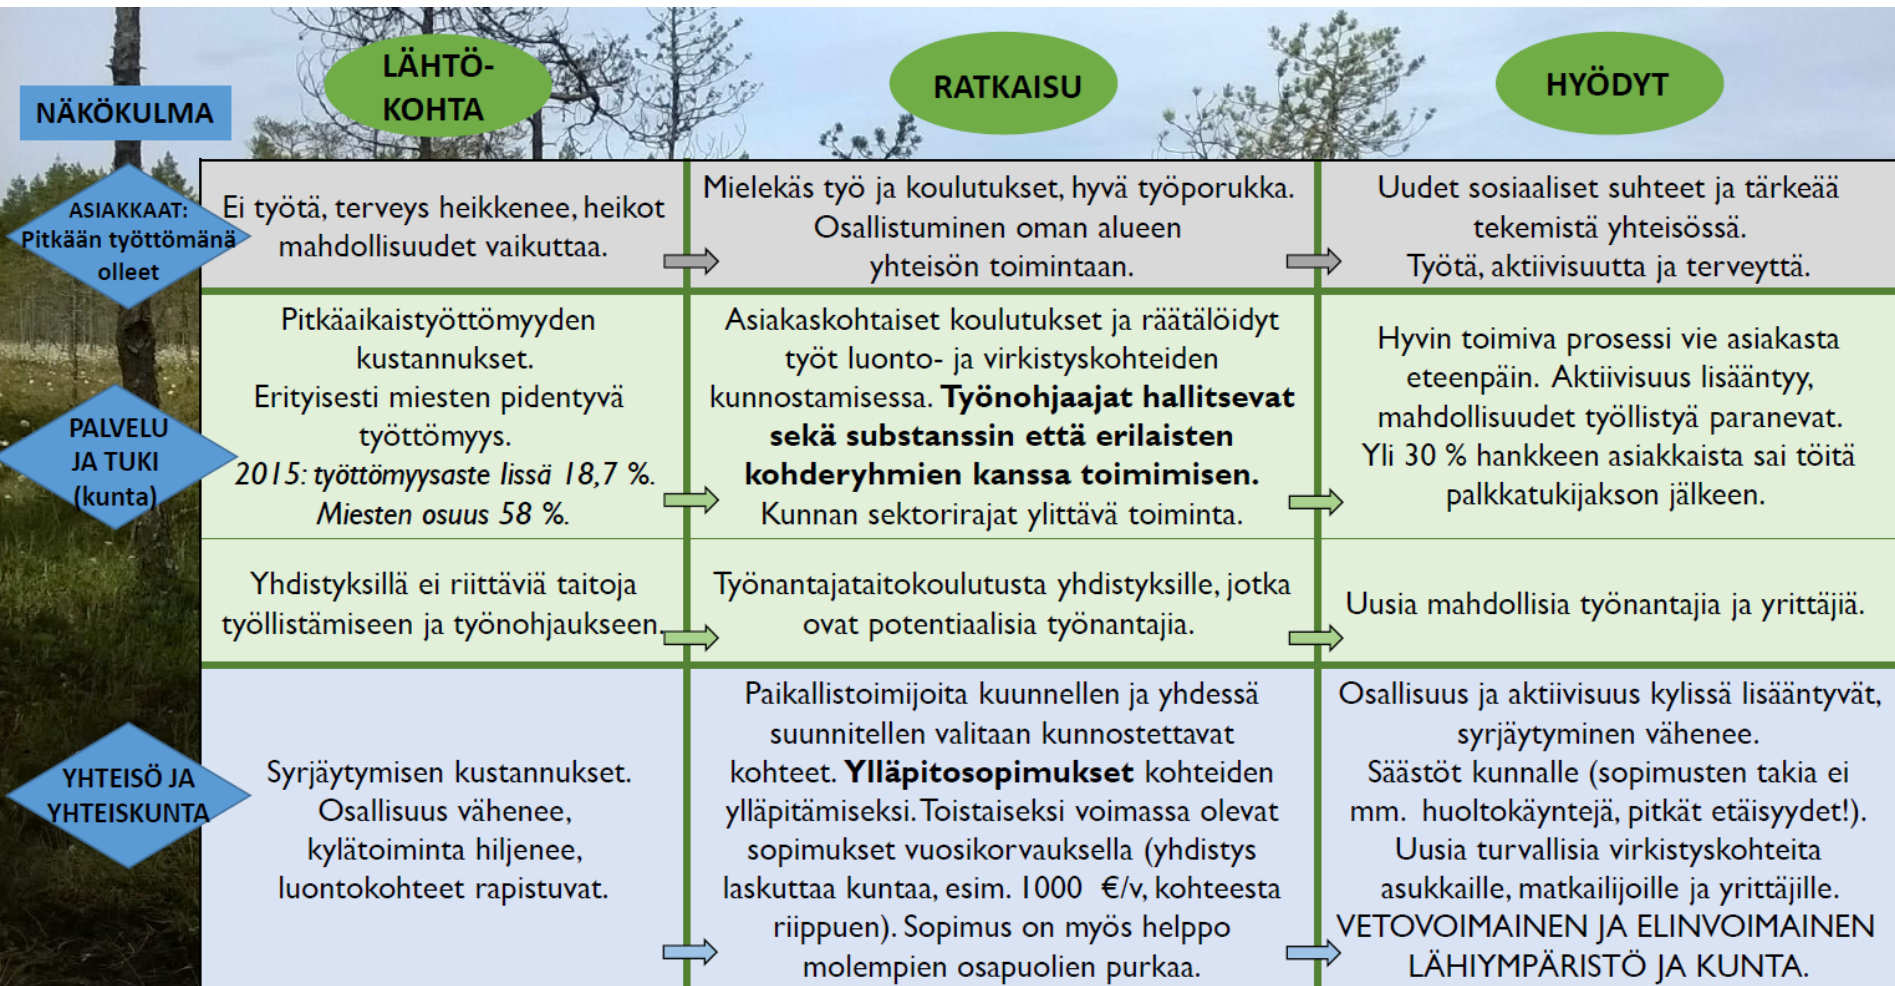 NÄKÖKULMA
LÄHTÖ-
KOHTA
RATKAISU
HYÖDYT
ASIAKKAAT:
Pitkään työttömänä
olleet
Ei työtä, terveys heikkenee, heikot
mahdollisuudet vaikuttaa.
Mielekäs työ ja koulutukset, hyvä työporukka.
Osallistuminen oman alueen
yhteisön toimintaan.
Uudet sosiaaliset suhteet ja tärkeää
tekemistä yhteisössä.
Työtä, aktiivisuutta ja terveyttä.
PALVELU
JA TUKI
(kunta)
Pitkäaikaistyöttömyyden
kustannukset.
Erityisesti miesten pidentyvä
työttömyys.
2015: työttömyysaste Iissä 18,7 %.
Miesten osuus 58 %.
Asiakaskohtaiset koulutukset ja räätälöidyt
työt luonto- ja virkistyskohteiden
kunnostamisessa. Työnohjaajat hallitsevat
sekä substanssin että erilaisten
kohderyhmien kanssa toimimisen.
Kunnan sektorirajat ylittävä toiminta.
Hyvin toimiva prosessi vie asiakasta
eteenpäin. Aktiivisuus lisääntyy,
mahdollisuudet työllistyä paranevat.
Yli 30 % hankkeen asiakkaista sai töitä
palkkatukijakson jälkeen.
Yhdistyksillä ei riittäviä taitoja
työllistämiseen ja työnohjaukseen.
Työnantajataitokoulutusta yhdistyksille, jotka
ovat potentiaalisia työnantajia.
Uusia mahdollisia työnantajia ja yrittäjiä.
YHTEISÖ JA
YHTEISKUNTA
Syrjäytymisen kustannukset.
Osallisuus vähenee,
kylätoiminta hiljenee,
luontokohteet rapistuvat.
Paikallistoimijoita kuunnellen ja yhdessä
suunnitellen valitaan kunnostettavat
kohteet. Ylläpitosopimukset kohteiden
ylläpitämiseksi. Toistaiseksi voimassa olevat
sopimukset vuosikorvauksella (yhdistys
laskuttaa kuntaa, esim. 1000 €/v, kohteesta
riippuen). Sopimus on myös helppo
molempien osapuolien purkaa.
Osallisuus ja aktiivisuus kylissä lisääntyvät,
syrjäytyminen vähenee.
Säästöt kunnalle (sopimusten takia ei
mm. huoltokäyntejä, pitkät etäisyydet!).
Uusia turvallisia virkistyskohteita
asukkaille, matkailijoille ja yrittäjille.
VETOVOIMAINEN JA ELINVOIMAINEN
LÄHIYMPÄRISTÖ JA KUNTA.